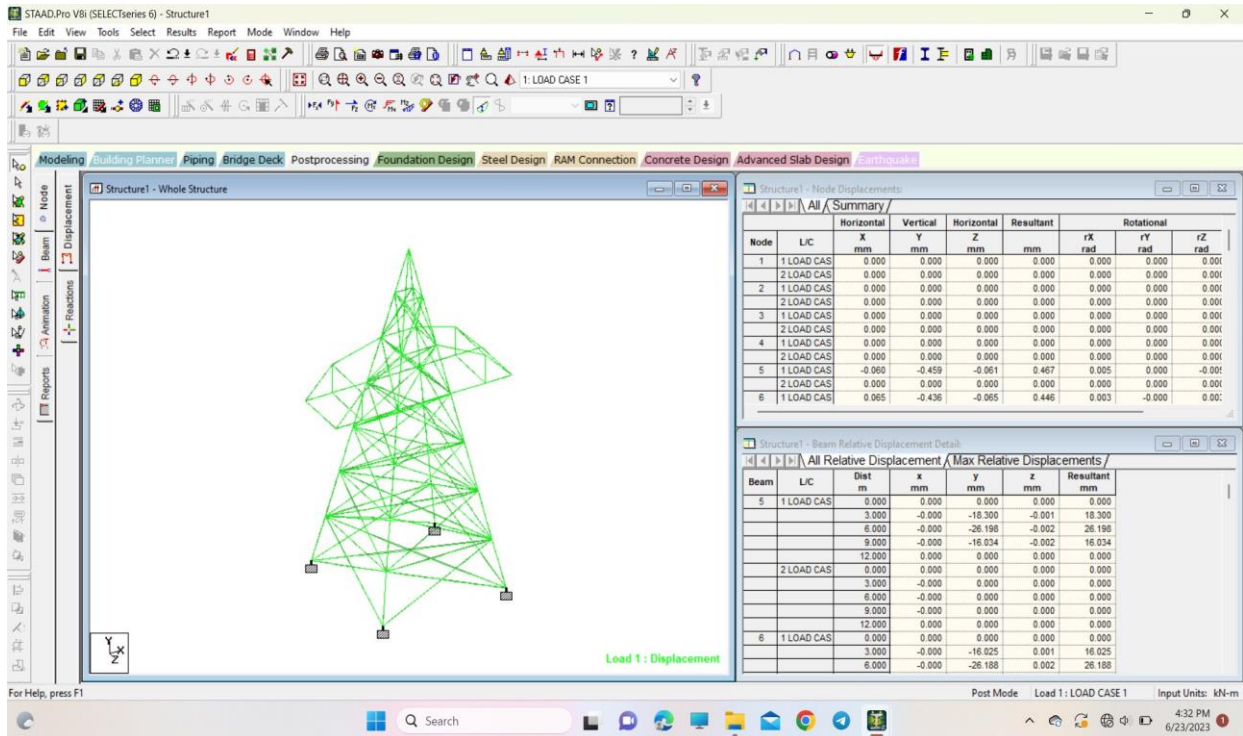 STAAD.Pro V8i (SELECTseries 6) - Structure1
File Edit View Tools Select Results Report Mode Window Help
1: LOAD CASE 1
Modeling Building Planner Piping Bridge Deck Postprocessing Foundation Design Steel Design RAM Connection Concrete Design Advanced Slab Design Earthquake
Node
Beam
Animation
Reports
Displacement
Reactions
Structure1 - Whole Structure
Y
X
Z
Load 1 : Displacement
Structure1 - Node Displacements:
All Summary
Horizontal Vertical Horizontal Resultant Rotational
Node L/C X mm Y mm Z mm mm rX rad rY rad rZ rad
1 1 LOAD CAS 0.000 0.000 0.000 0.000 0.000 0.000 0.000
2 LOAD CAS 0.000 0.000 0.000 0.000 0.000 0.000 0.000
2 1 LOAD CAS 0.000 0.000 0.000 0.000 0.000 0.000 0.000
2 LOAD CAS 0.000 0.000 0.000 0.000 0.000 0.000 0.000
3 1 LOAD CAS 0.000 0.000 0.000 0.000 0.000 0.000 0.000
2 LOAD CAS 0.000 0.000 0.000 0.000 0.000 0.000 0.000
4 1 LOAD CAS 0.000 0.000 0.000 0.000 0.000 0.000 0.000
2 LOAD CAS 0.000 0.000 0.000 0.000 0.000 0.000 0.000
5 1 LOAD CAS -0.060 -0.459 -0.061 0.467 0.005 0.000
2 LOAD CAS 0.000 0.000 0.000 0.000 0.000 0.000 0.000
6 1 LOAD CAS 0.065 -0.436 -0.065 0.446 0.003 -0.000
Structure1 - Beam Relative Displacement Detail:
All Relative Displacement Max Relative Displacements
Beam L/C Dist m x mm y mm z mm Resultant mm
5 1 LOAD CAS 0.000 0.000 0.000 0.000 0.000
3.000 -0.000 -18.300 -0.001 18.300
6.000 -0.000 -26.198 -0.002 26.198
9.000 -0.000 -16.034 -0.002 16.034
12.000 0.000 0.000 0.000 0.000
2 LOAD CAS 0.000 0.000 0.000 0.000 0.000
3.000 -0.000 0.000 0.000 0.000
6.000 -0.000 0.000 0.000 0.000
9.000 -0.000 0.000 0.000 0.000
12.000 0.000 0.000 0.000 0.000
6 1 LOAD CAS 0.000 0.000 0.000 0.000 0.000
3.000 -0.000 -16.025 0.001 16.025
6.000 -0.000 -26.188 0.002 26.188
For Help, press F1
Post Mode Load 1 : LOAD CASE 1 Input Units: kN-m
Search
4:32 PM
6/23/2023
1